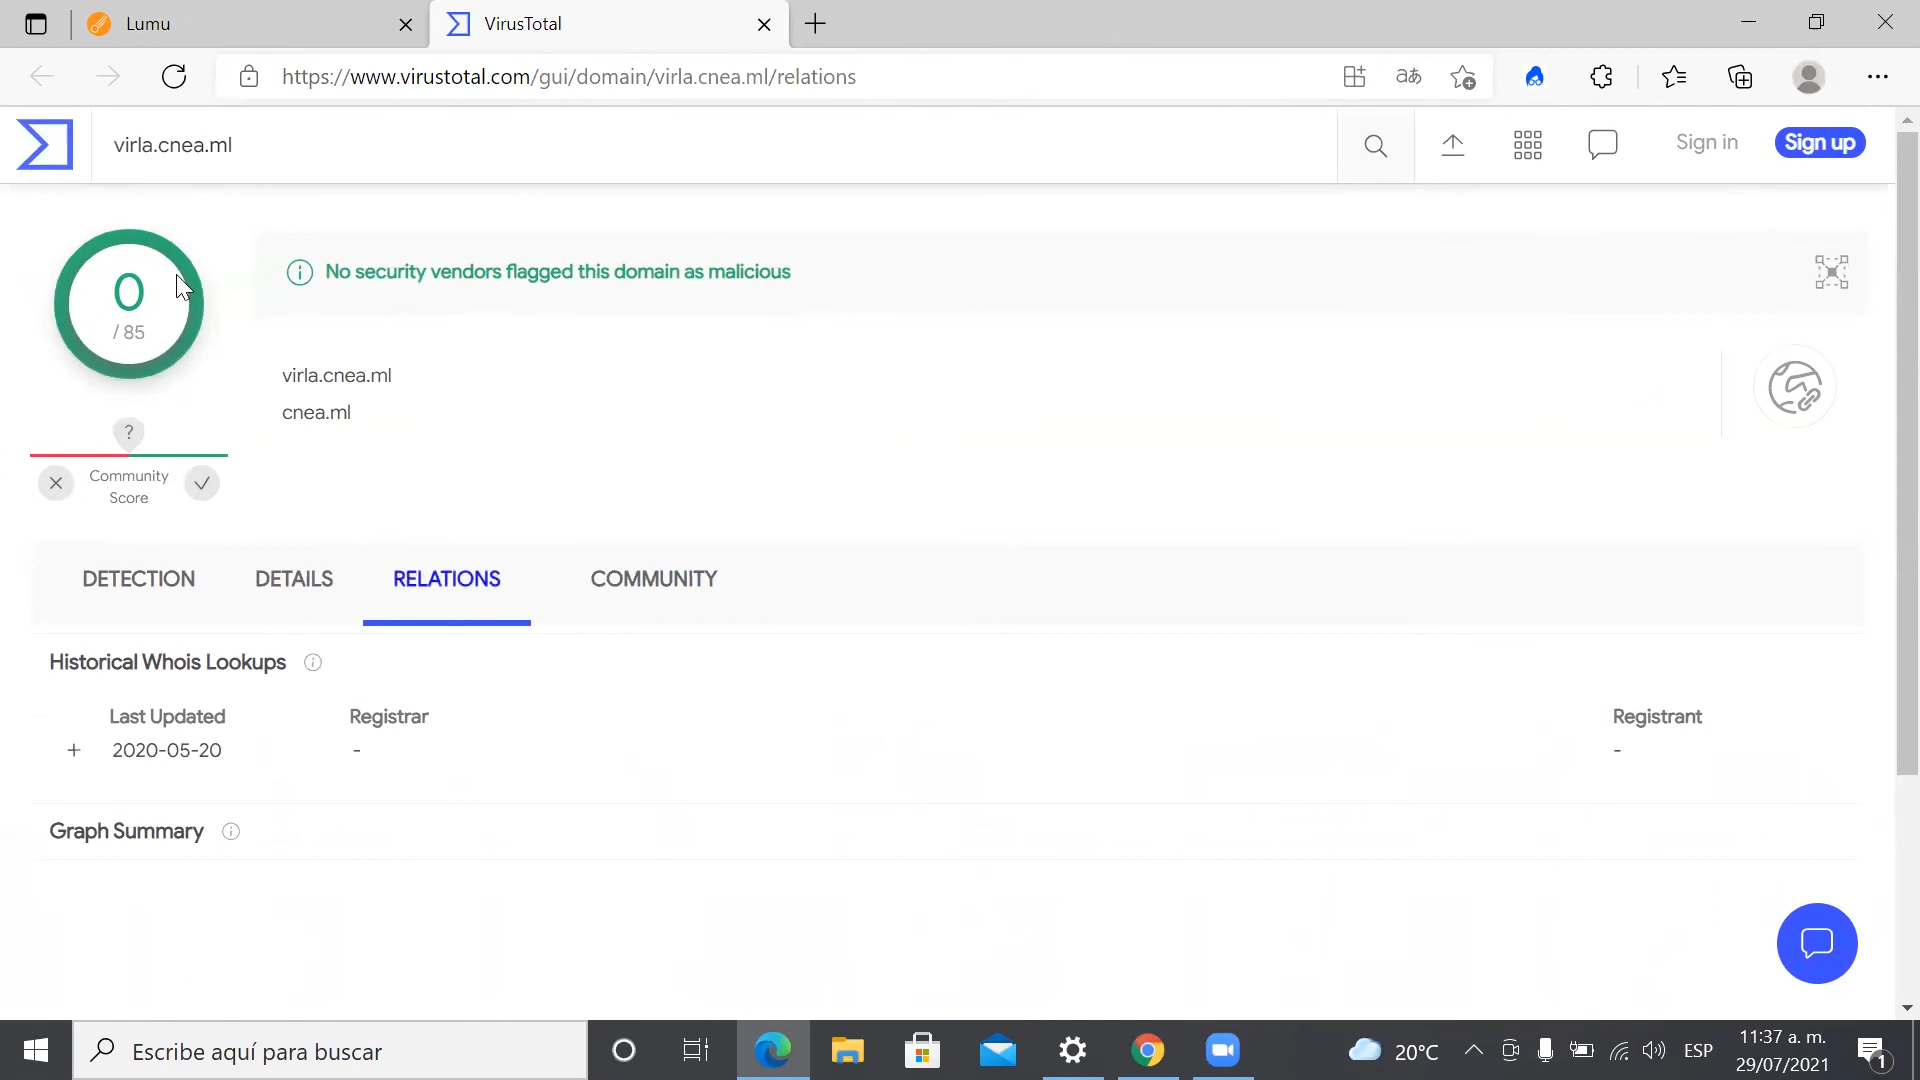 Lumu
VirusTotal
https://www.virustotal.com/gui/domain/virla.cnea.ml/relations
aあ
virla.cnea.ml
Sign in
Sign up
0
/ 85
No security vendors flagged this domain as malicious
virla.cnea.ml
cnea.ml
?
Community
Score
DETECTION
DETAILS
RELATIONS
COMMUNITY
Historical Whois Lookups
Last Updated
Registrar
Registrant
+
2020-05-20
-
-
Graph Summary
Escribe aquí para buscar
20°C
ESP
11:37 a. m.
29/07/2021
1